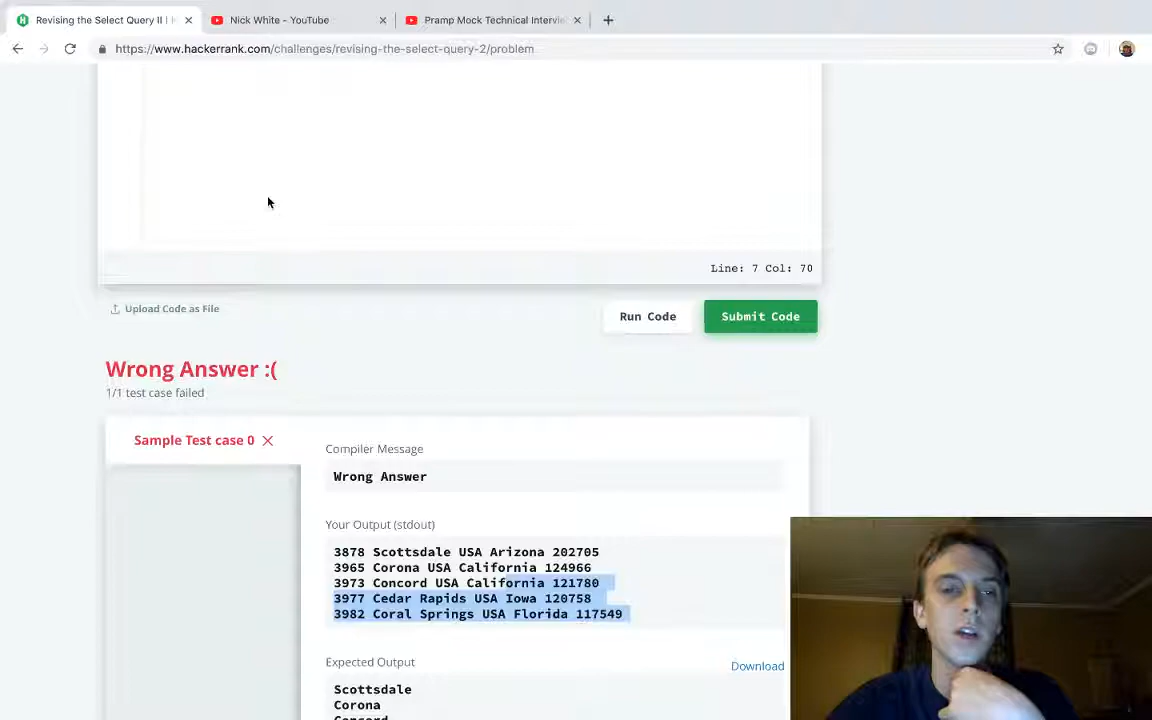 Revising the Select Query II | H
Nick White - YouTube
Pramp Mock Technical Intervie
https://www.hackerrank.com/challenges/revising-the-select-query-2/problem
Line: 7 Col: 70
Upload Code as File
Run Code
Submit Code
Wrong Answer :(
1/1 test case failed
Sample Test case 0
Compiler Message
Wrong Answer
Your Output (stdout)
3878 Scottsdale USA Arizona 202705
3965 Corona USA California 124966
3973 Concord USA California 121780
3977 Cedar Rapids USA Iowa 120758
3982 Coral Springs USA Florida 117549
Expected Output
Download
Scottsdale
Corona
Concord